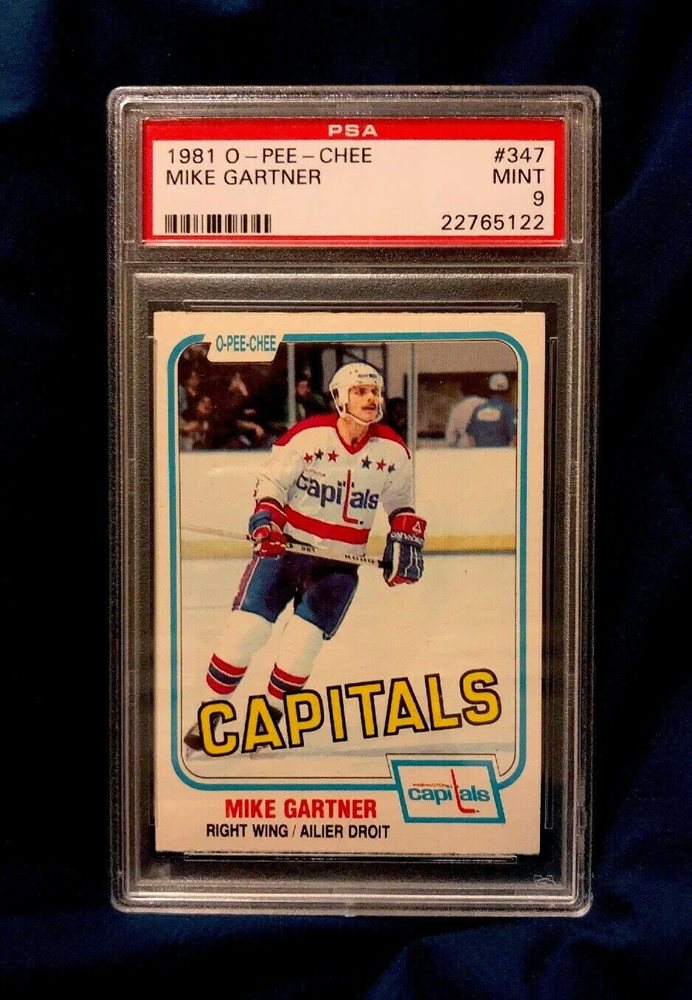 PSA
1981 O-PEE-CHEE #347
MIKE GARTNER MINT
9
22765122
O-PEE-CHEE
capitals
CAPITALS
WASHINGTON
capitals
MIKE GARTNER
RIGHT WING / AILIER DROIT